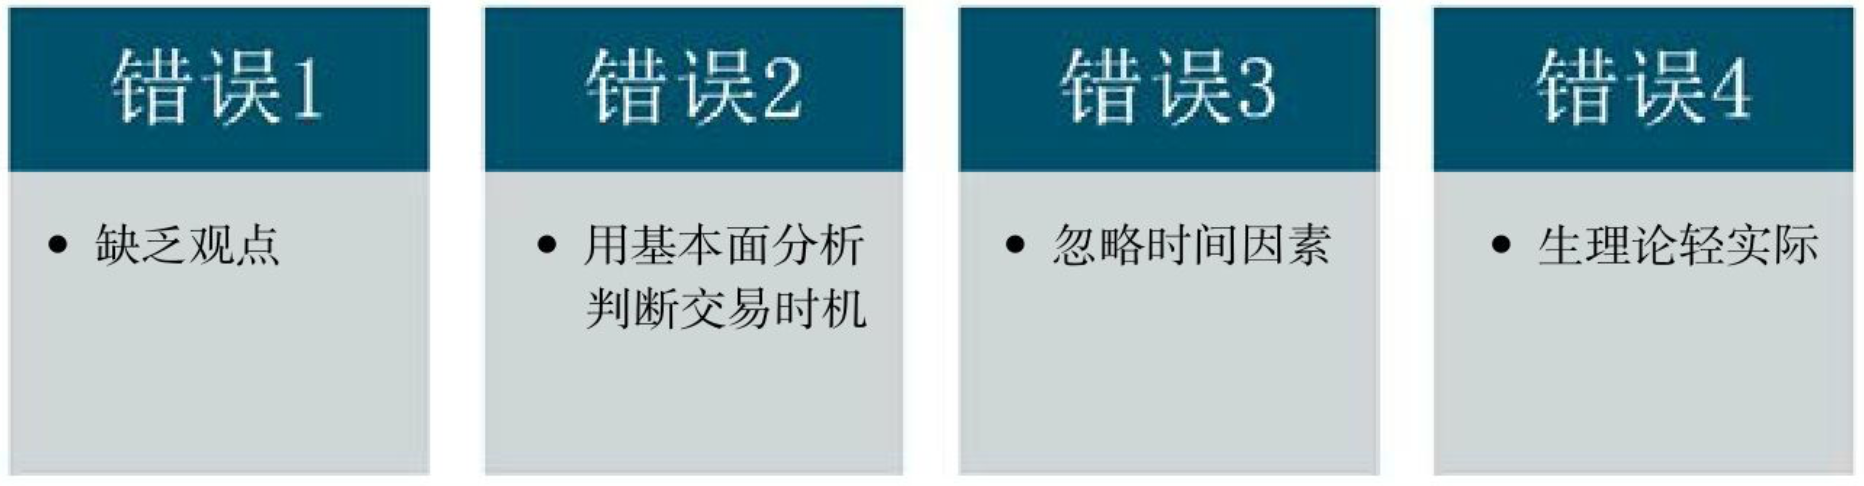 错误1
• 缺乏观点
错误2
• 用基本面分析
判断交易时机
错误3
• 忽略时间因素
错误4
• 生理论轻实际